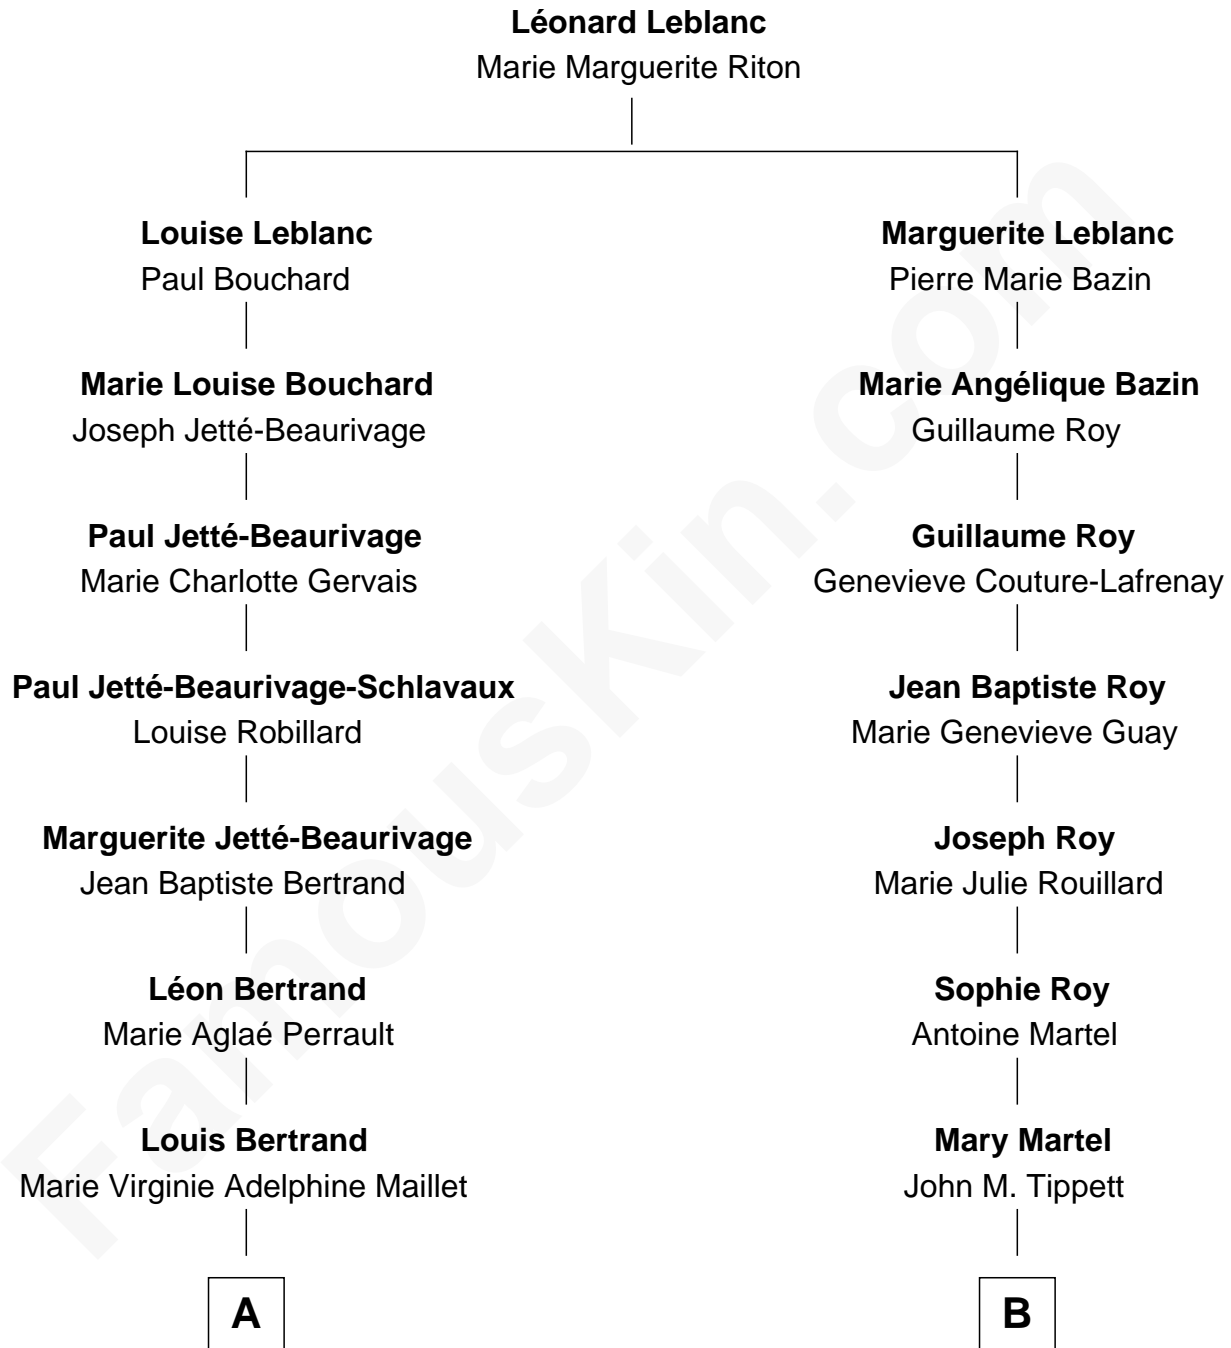 Léonard Leblanc
Marie Marguerite Riton
Louise Leblanc
Paul Bouchard
Marguerite Leblanc
Pierre Marie Bazin
Marie Louise Bouchard
Joseph Jetté-Beaurivage
Marie Angélique Bazin
Guillaume Roy
Paul Jetté-Beaurivage
Marie Charlotte Gervais
Guillaume Roy
Genevieve Couture-Lafrenay
Paul Jetté-Beaurivage-Schlavaux
Louise Robillard
Jean Baptiste Roy
Marie Genevieve Guay
Marguerite Jetté-Beaurivage
Jean Baptiste Bertrand
Joseph Roy
Marie Julie Rouillard
Léon Bertrand
Marie Aglaé Perrault
Sophie Roy
Antoine Martel
Louis Bertrand
Marie Virginie Adelphine Maillet
Mary Martel
John M. Tippett
A
B
FamousKin.com